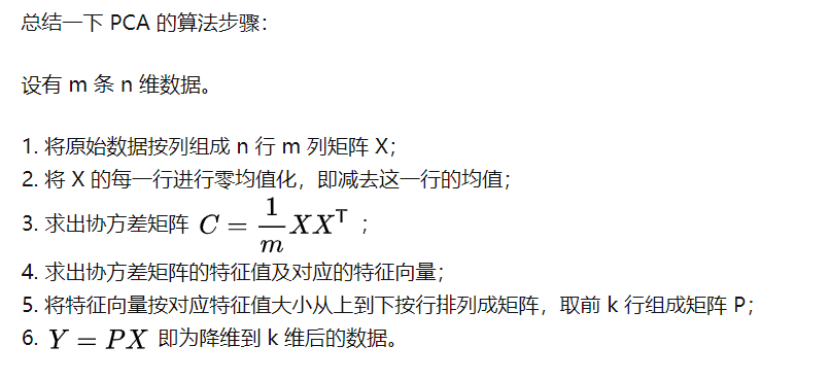 总结一下 PCA 的算法步骤：
设有 m 条 n 维数据。
1. 将原始数据按列组成 n 行 m 列矩阵 X；
2. 将 X 的每一行进行零均值化，即减去这一行的均值；
3. 求出协方差矩阵 C = \frac{1}{m}XX^T ；
4. 求出协方差矩阵的特征值及对应的特征向量；
5. 将特征向量按对应特征值大小从上到下按行排列成矩阵，取前 k 行组成矩阵 P；
6. Y = PX 即为降维到 k 维后的数据。